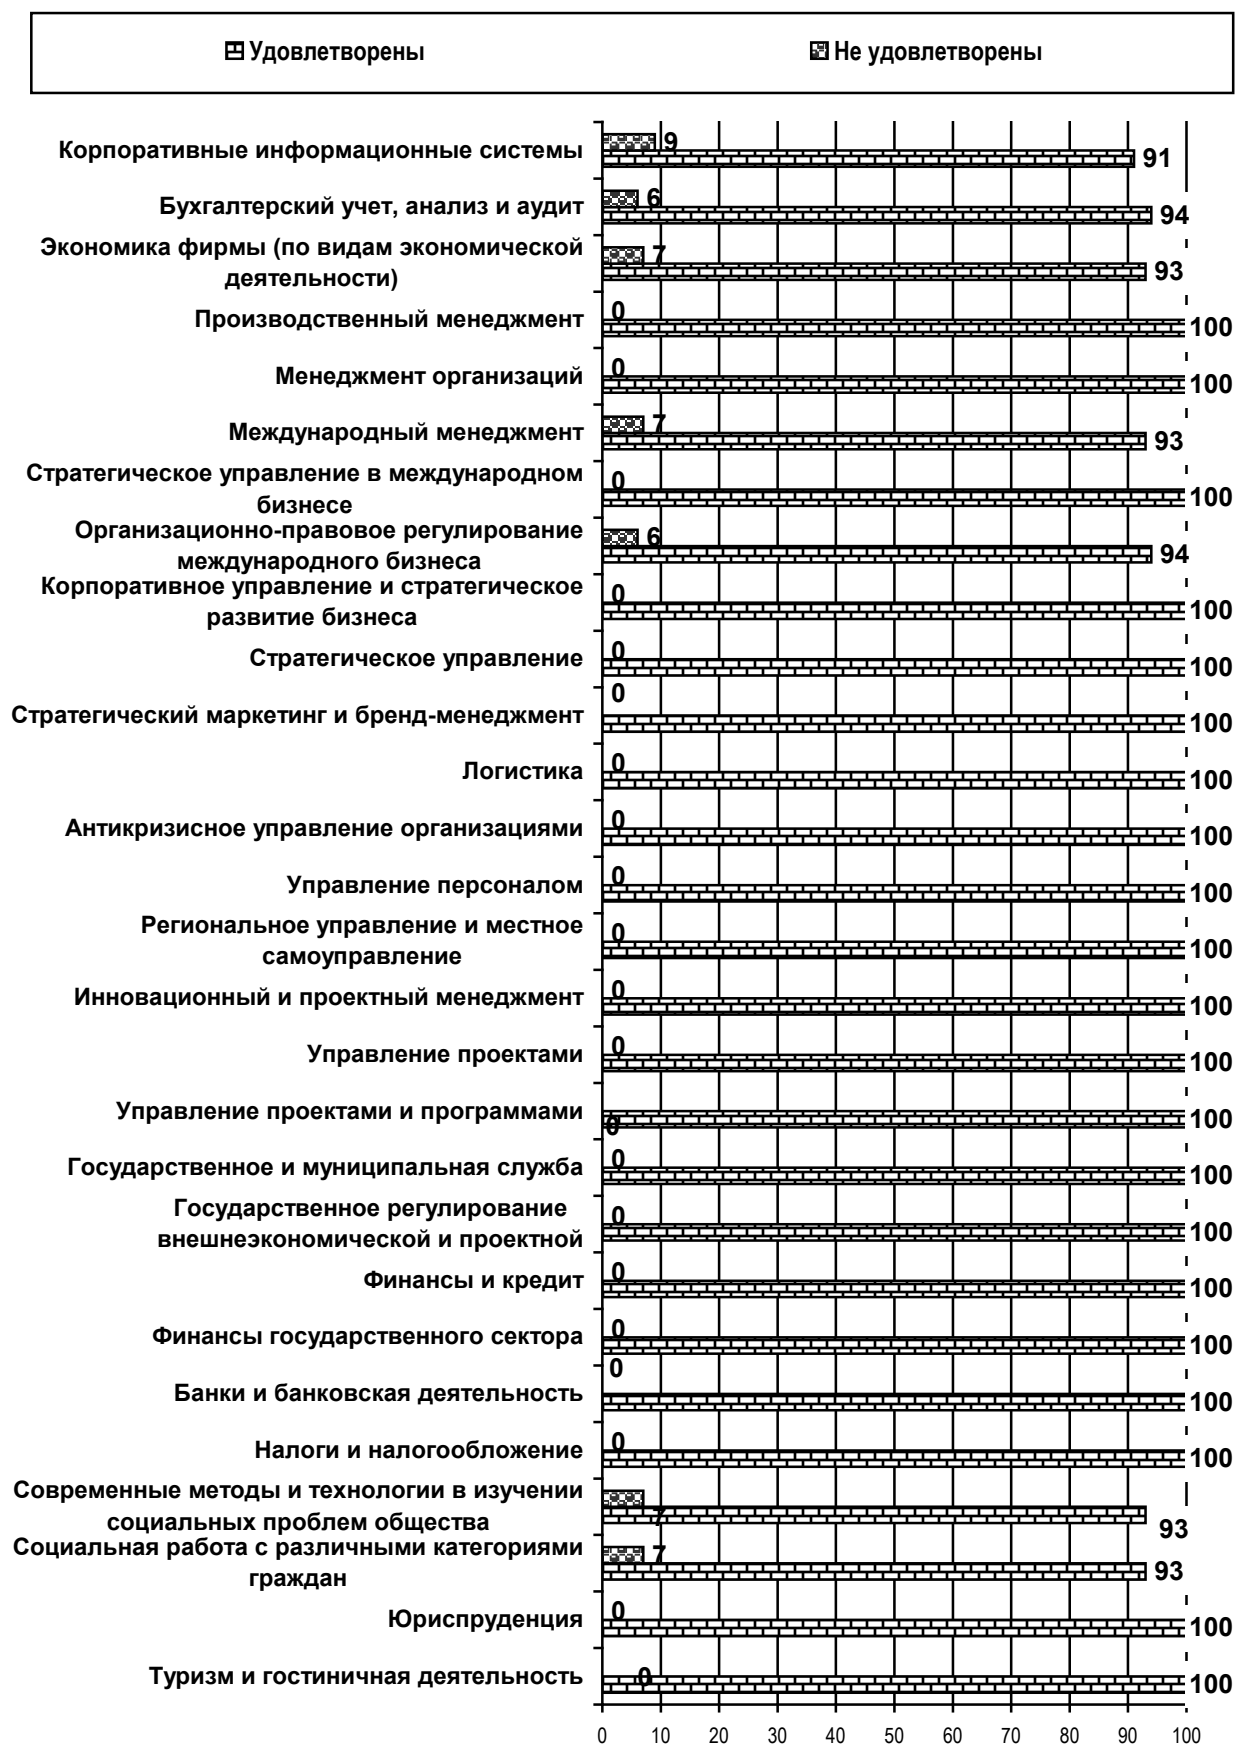 Удовлетворены Не удовлетворены
Корпоративные информационные системы 9 91
Бухгалтерский учет, анализ и аудит 6 94
Экономика фирмы (по видам экономической
деятельности) 7 93
Производственный менеджмент 0 100
Менеджмент организаций 0 100
Международный менеджмент 7 93
Стратегическое управление в международном
бизнесе 0 100
Организационно-правовое регулирование
международного бизнеса 6 94
Корпоративное управление и стратегическое
развитие бизнеса 0 100
Стратегическое управление 0 100
Стратегический маркетинг и бренд-менеджмент 0 100
Логистика 0 100
Антикризисное управление организациями 0 100
Управление персоналом 0 100
Региональное управление и местное
самоуправление 0 100
Инновационный и проектный менеджмент 0 100
Управление проектами 0 100
Управление проектами и программами 0 100
Государственное и муниципальная служба 0 100
Государственное регулирование
внешнеэкономической и проектной 0 100
Финансы и кредит 0 100
Финансы государственного сектора 0 100
Банки и банковская деятельность 0 100
Налоги и налогообложение 0 100
Современные методы и технологии в изучении
социальных проблем общества 7 93
Социальная работа с различными категориями
граждан 7 93
Юриспруденция 0 100
Туризм и гостиничная деятельность 0 100
0 10 20 30 40 50 60 70 80 90 100